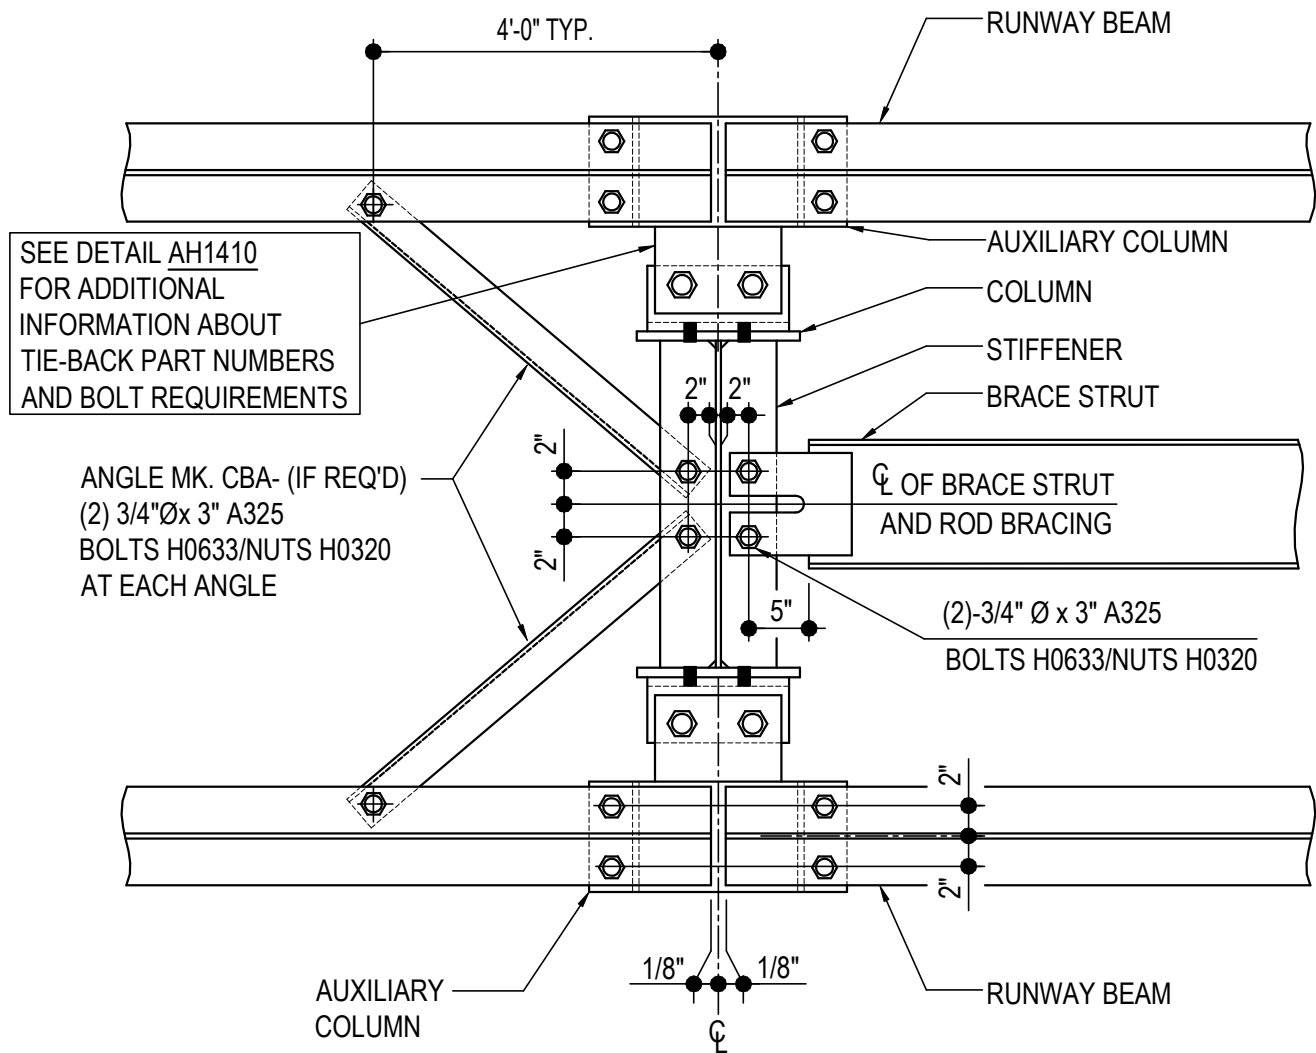 4'-0" TYP.
RUNWAY BEAM
SEE DETAIL AH1410
FOR ADDITIONAL
INFORMATION ABOUT
TIE-BACK PART NUMBERS
AND BOLT REQUIREMENTS
AUXILIARY COLUMN
COLUMN
STIFFENER
BRACE STRUT
2" 2"
2"
2"
ANGLE MK. CBA- (IF REQ'D)
(2) 3/4"Øx 3" A325
BOLTS H0633/NUTS H0320
AT EACH ANGLE
℄ OF BRACE STRUT
AND ROD BRACING
5"
(2)-3/4" Ø x 3" A325
BOLTS H0633/NUTS H0320
2"
2"
1/8" 1/8"
℄
AUXILIARY
COLUMN
RUNWAY BEAM